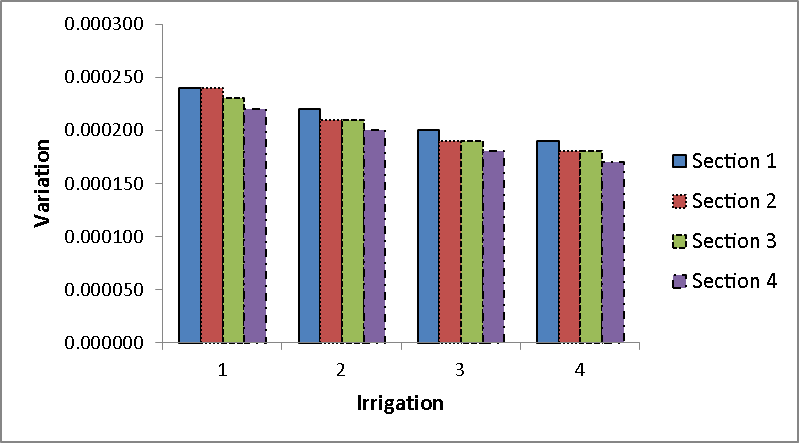 0.000300
0.000250
0.000200
0.000150
0.000100
0.000050
0.000000
Variation
1 2 3 4
Irrigation
Section 1
Section 2
Section 3
Section 4